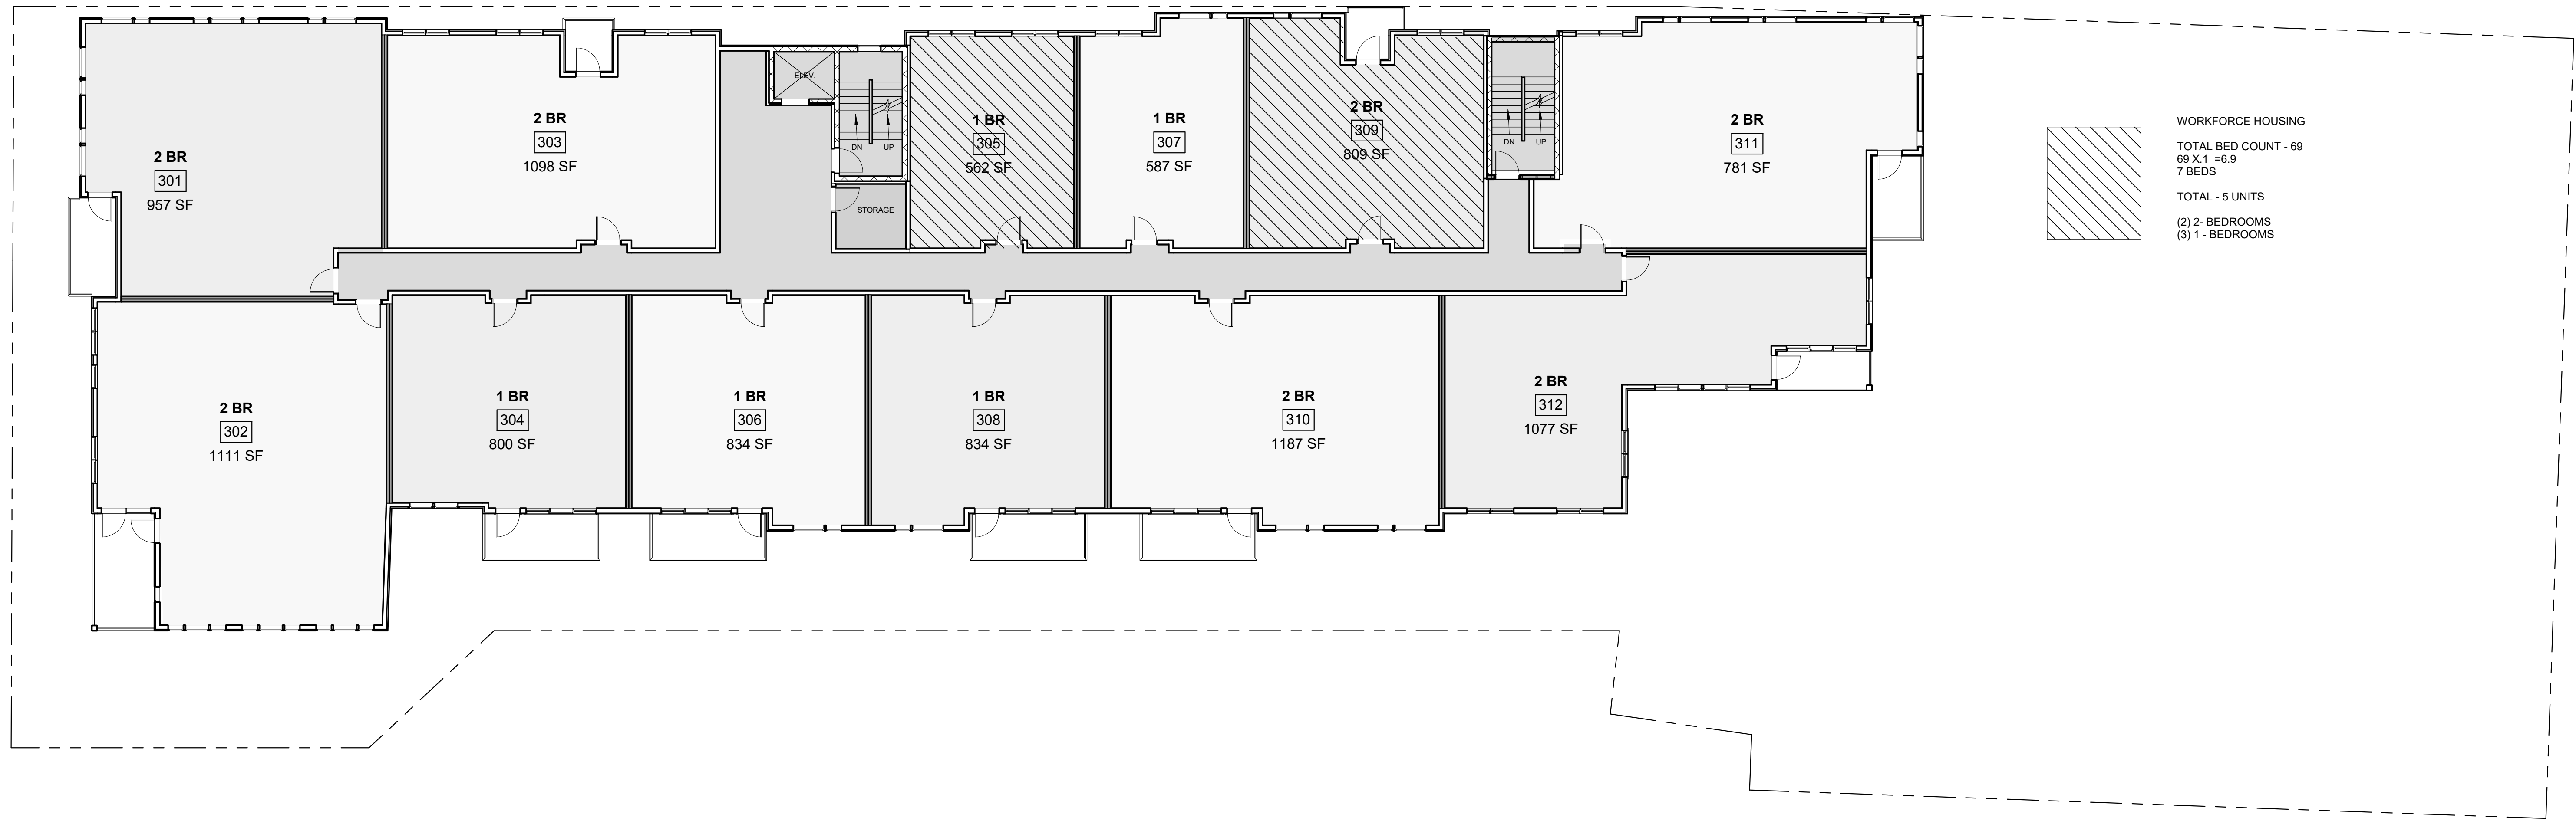 2 BR
301
957 SF
2 BR
303
1098 SF
ELEV.
DN
UP
STORAGE
1 BR
305
562 SF
1 BR
307
587 SF
2 BR
309
809 SF
DN
UP
2 BR
311
781 SF
WORKFORCE HOUSING
TOTAL BED COUNT - 69
69 X.1 =6.9
7 BEDS
TOTAL - 5 UNITS
(2) 2- BEDROOMS
(3) 1 - BEDROOMS
2 BR
302
1111 SF
1 BR
304
800 SF
1 BR
306
834 SF
1 BR
308
834 SF
2 BR
310
1187 SF
2 BR
312
1077 SF